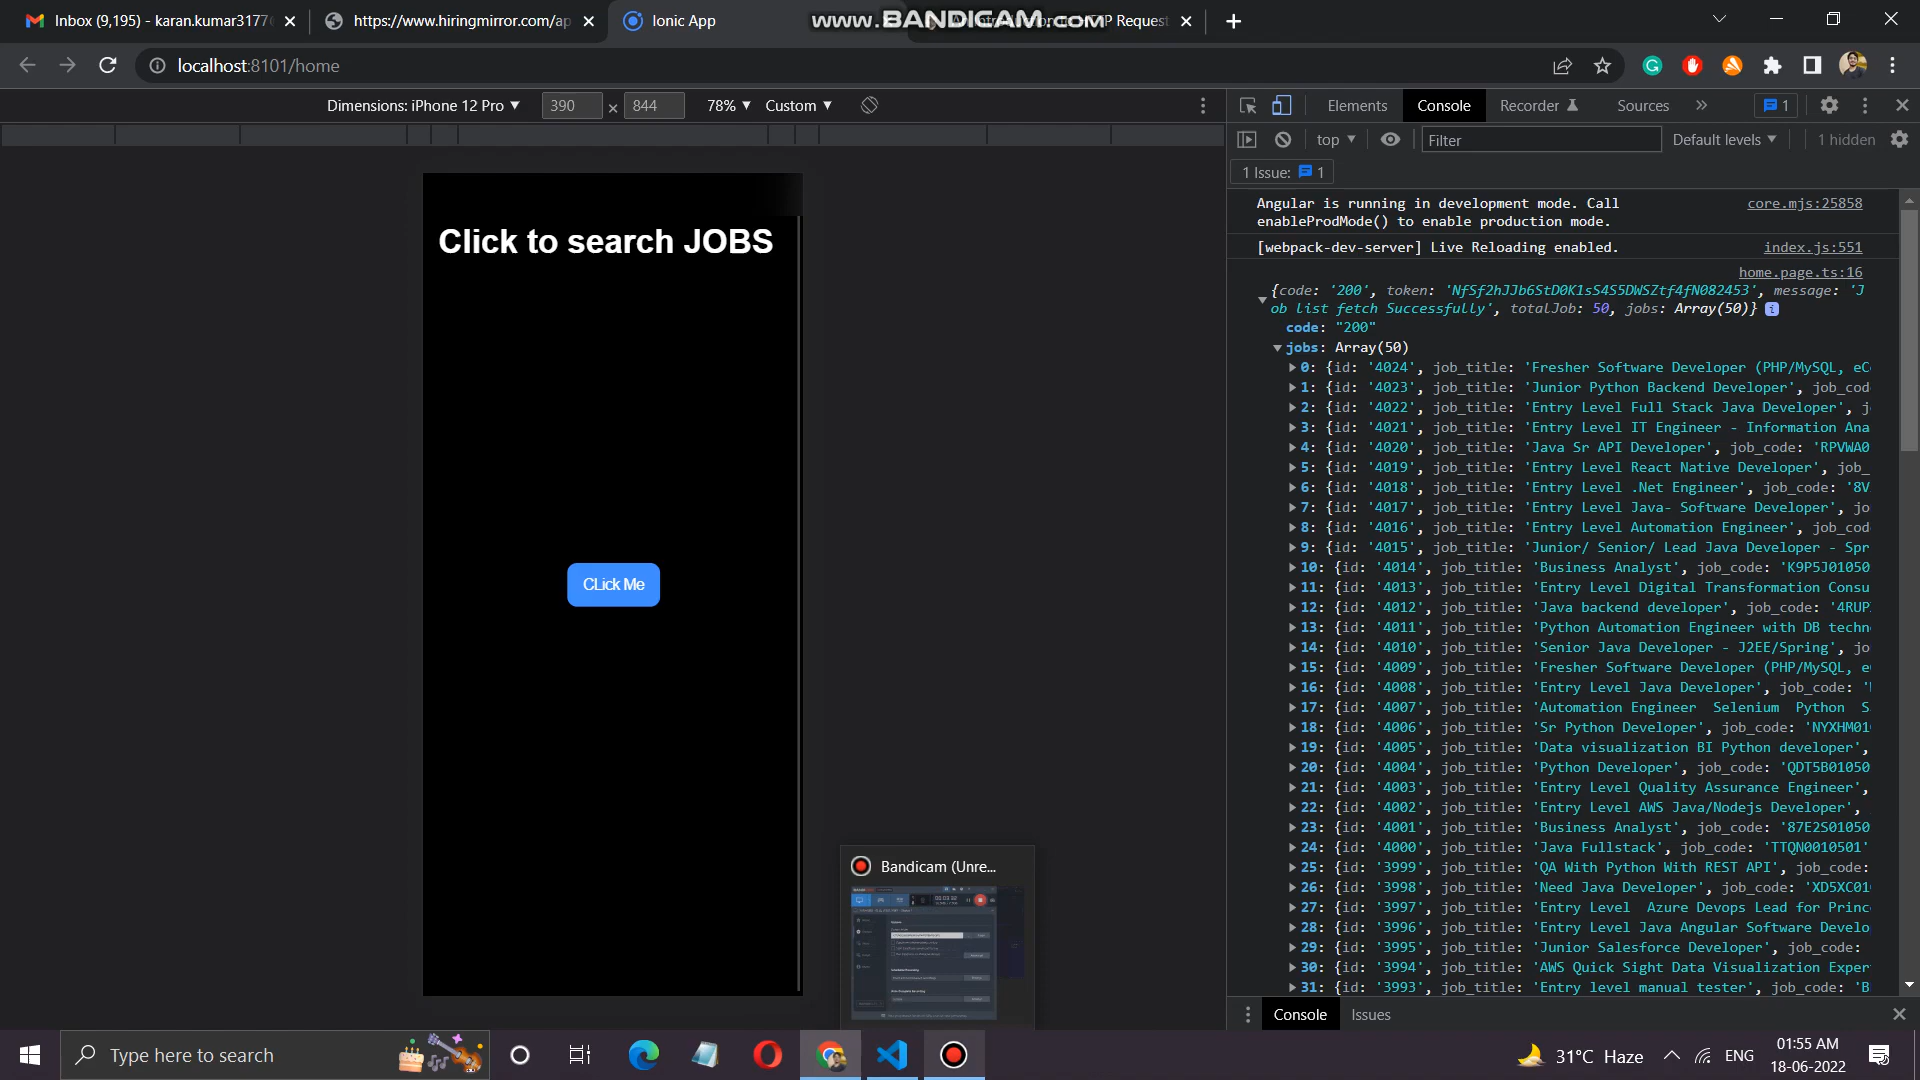 Inbox (9,195) - karan.kumar3177
https://www.hiringmirror.com/ap
Ionic App
www.BANDICAM.com
P Request
localhost:8101/home
Dimensions: iPhone 12 Pro
390 × 844
78%
Custom
Elements
Console
Recorder
Sources
1
top
Filter
Default levels
1 hidden
1 Issue:
1
Click to search JOBS
CLick Me
Angular is running in development mode. Call core.mjs:25858
enableProdMode() to enable production mode.
[webpack-dev-server] Live Reloading enabled. index.js:551
home.page.ts:16
{code: '200', token: 'NfSf2hJJb6StD0K1sS4S5DWSZtf4fN082453', message: 'J
ob list fetch Successfully', totalJob: 50, jobs: Array(50)}
code: "200"
jobs: Array(50)
0: {id: '4024', job_title: 'Fresher Software Developer (PHP/MySQL, eC
1: {id: '4023', job_title: 'Junior Python Backend Developer', job_cod
2: {id: '4022', job_title: 'Entry Level Full Stack Java Developer', j
3: {id: '4021', job_title: 'Entry Level IT Engineer - Information Ana
4: {id: '4020', job_title: 'Java Sr API Developer', job_code: 'RPVWA0
5: {id: '4019', job_title: 'Entry Level React Native Developer', job_
6: {id: '4018', job_title: 'Entry Level .Net Engineer', job_code: '8V
7: {id: '4017', job_title: 'Entry Level Java- Software Developer', jo
8: {id: '4016', job_title: 'Entry Level Automation Engineer', job_cod
9: {id: '4015', job_title: 'Junior/ Senior/ Lead Java Developer - Spr
10: {id: '4014', job_title: 'Business Analyst', job_code: 'K9P5J01050
11: {id: '4013', job_title: 'Entry Level Digital Transformation Consu
12: {id: '4012', job_title: 'Java backend developer', job_code: '4RUP
13: {id: '4011', job_title: 'Python Automation Engineer with DB techn
14: {id: '4010', job_title: 'Senior Java Developer - J2EE/Spring', jo
15: {id: '4009', job_title: 'Fresher Software Developer (PHP/MySQL, e
16: {id: '4008', job_title: 'Entry Level Java Developer', job_code: '
17: {id: '4007', job_title: 'Automation Engineer  Selenium  Python  S
18: {id: '4006', job_title: 'Sr Python Developer', job_code: 'NYXHM01
19: {id: '4005', job_title: 'Data visualization BI Python developer',
20: {id: '4004', job_title: 'Python Developer', job_code: 'QDT5B01050
21: {id: '4003', job_title: 'Entry Level Quality Assurance Engineer',
22: {id: '4002', job_title: 'Entry Level AWS Java/Nodejs Developer',
23: {id: '4001', job_title: 'Business Analyst', job_code: '87E2S01050
24: {id: '4000', job_title: 'Java Fullstack', job_code: 'TTQN0010501'
25: {id: '3999', job_title: 'QA With Python With REST API', job_code:
26: {id: '3998', job_title: 'Need Java Developer', job_code: 'XD5XC01
27: {id: '3997', job_title: 'Entry Level  Azure Devops Lead for Princ
28: {id: '3996', job_title: 'Entry Level Java Angular Software Develo
29: {id: '3995', job_title: 'Junior Salesforce Developer', job_code:
30: {id: '3994', job_title: 'AWS Quick Sight Data Visualization Exper
31: {id: '3993', job_title: 'Entry level manual tester', job_code: 'B
Bandicam (Unre...
Console
Issues
Type here to search
31°C Haze
ENG
01:55 AM
18-06-2022